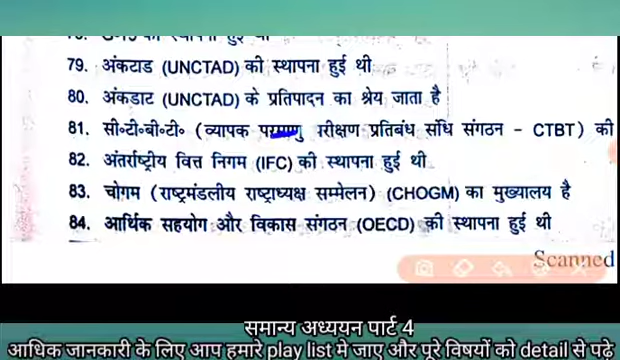 79. अंकटाड (UNCTAD) की स्थापना हुई थी
80. अंकडाट (UNCTAD) के प्रतिपादन का श्रेय जाता है
81. सी॰टी॰बी॰टी॰ (व्यापक परमाणु परीक्षण प्रतिबंध संधि संगठन - CTBT) की
82. अंतर्राष्ट्रीय वित्त निगम (IFC) की स्थापना हुई थी
83. चोगम (राष्ट्रमंडलीय राष्ट्राध्यक्ष सम्मेलन) (CHOGM) का मुख्यालय है
84. आर्थिक सहयोग और विकास संगठन (OECD) की स्थापना हुई थी
Scanned
समान्य अध्ययन पार्ट 4
आधिक जानकारी के लिए आप हमारे play list मे जाए और पूरे विषयों को detail से पढ़े